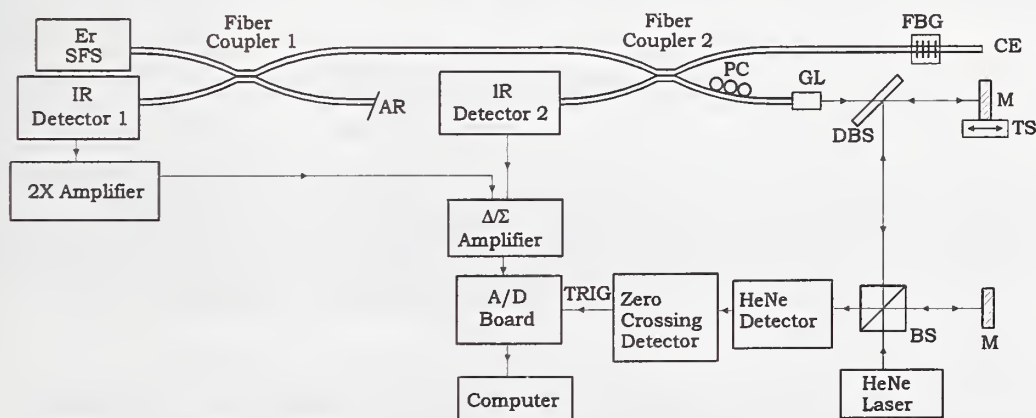 Er
SFS
Fiber
Coupler 1
Fiber
Coupler 2
FBG
CE
IR
Detector 1
AR
IR
Detector 2
PC
GL
DBS
M
TS
2X Amplifier
Δ/Σ
Amplifier
A/D
Board
TRIG
Zero
Crossing
Detector
HeNe
Detector
BS
M
Computer
HeNe
Laser